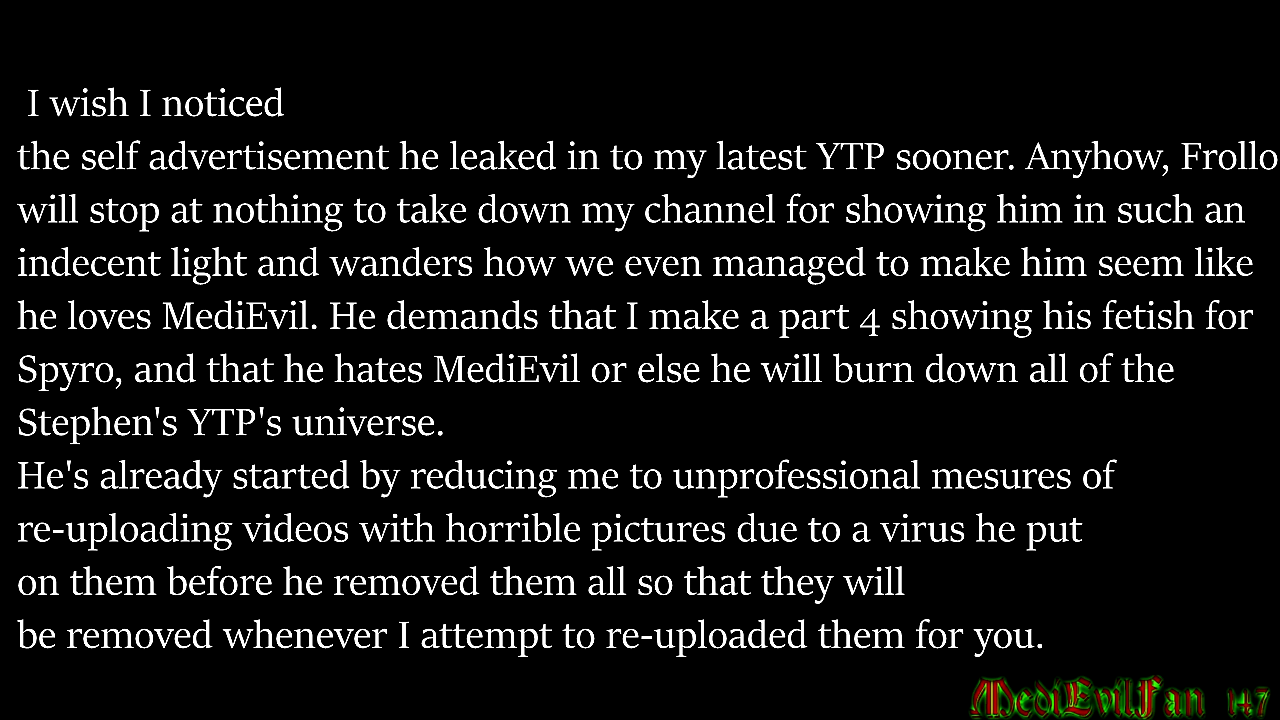 I wish I noticed
the self advertisement he leaked in to my latest YTP sooner. Anyhow, Frollo
will stop at nothing to take down my channel for showing him in such an
indecent light and wanders how we even managed to make him seem like
he loves MediEvil. He demands that I make a part 4 showing his fetish for
Spyro, and that he hates MediEvil or else he will burn down all of the
Stephen's YTP's universe.
He's already started by reducing me to unprofessional mesures of
re-uploading videos with horrible pictures due to a virus he put
on them before he removed them all so that they will
be removed whenever I attempt to re-uploaded them for you.
MediEvilFan 147